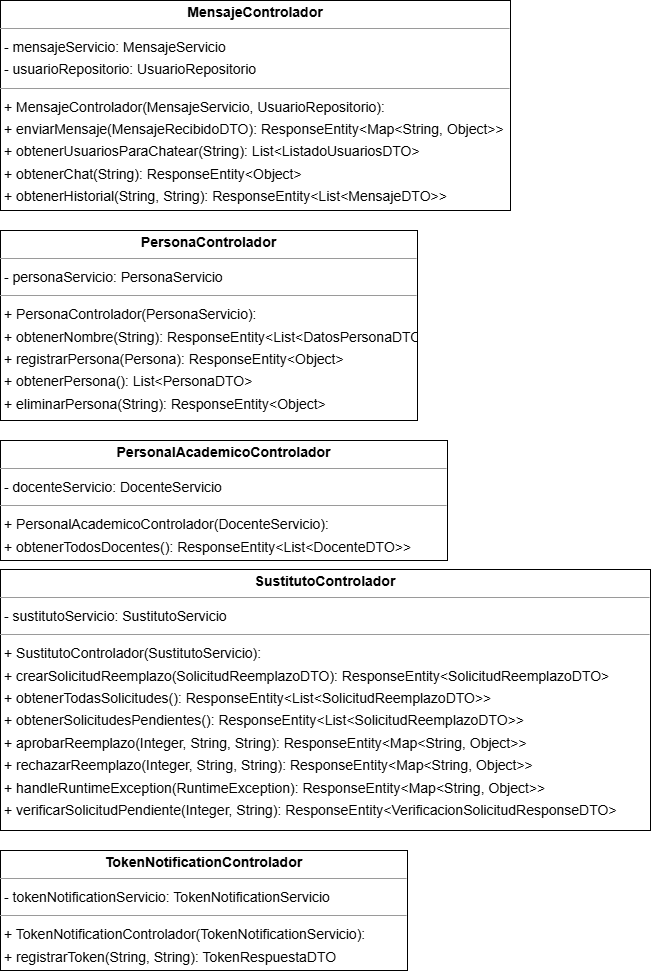 MensajeControlador
- mensajeServicio: MensajeServicio
- usuarioRepositorio: UsuarioRepositorio
+ MensajeControlador(MensajeServicio, UsuarioRepositorio):
+ enviarMensaje(MensajeRecibidoDTO): ResponseEntity<Map<String, Object>>
+ obtenerUsuariosParaChatear(String): List<ListadoUsuariosDTO>
+ obtenerChat(String): ResponseEntity<Object>
+ obtenerHistorial(String, String): ResponseEntity<List<MensajeDTO>>
PersonaControlador
- personaServicio: PersonaServicio
+ PersonaControlador(PersonaServicio):
+ obtenerNombre(String): ResponseEntity<List<DatosPersonaDTO
+ registrarPersona(Persona): ResponseEntity<Object>
+ obtenerPersona(): List<PersonaDTO>
+ eliminarPersona(String): ResponseEntity<Object>
PersonalAcademicoControlador
- docenteServicio: DocenteServicio
+ PersonalAcademicoControlador(DocenteServicio):
+ obtenerTodosDocentes(): ResponseEntity<List<DocenteDTO>>
SustitutoControlador
- sustitutoServicio: SustitutoServicio
+ SustitutoControlador(SustitutoServicio):
+ crearSolicitudReemplazo(SolicitudReemplazoDTO): ResponseEntity<SolicitudReemplazoDTO>
+ obtenerTodasSolicitudes(): ResponseEntity<List<SolicitudReemplazoDTO>>
+ obtenerSolicitudesPendientes(): ResponseEntity<List<SolicitudReemplazoDTO>>
+ aprobarReemplazo(Integer, String, String): ResponseEntity<Map<String, Object>>
+ rechazarReemplazo(Integer, String, String): ResponseEntity<Map<String, Object>>
+ handleRuntimeException(RuntimeException): ResponseEntity<Map<String, Object>>
+ verificarSolicitudPendiente(Integer, String): ResponseEntity<VerificacionSolicitudResponseDTO>
TokenNotificationControlador
- tokenNotificationServicio: TokenNotificationServicio
+ TokenNotificationControlador(TokenNotificationServicio):
+ registrarToken(String, String): TokenRespuestaDTO